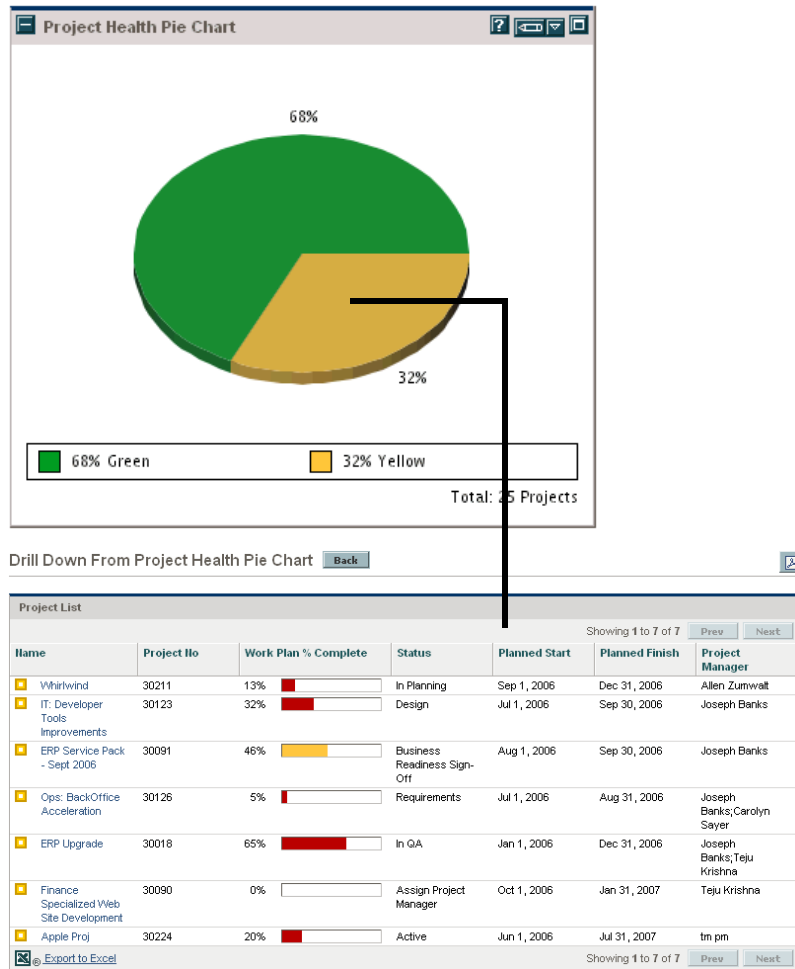 Project Health Pie Chart
?
68%
32%
68% Green 32% Yellow
Total: 25 Projects
Drill Down From Project Health Pie Chart Back
Project List
Showing 1 to 7 of 7 Prev Next
Name Project No Work Plan % Complete Status Planned Start Planned Finish Project
Manager
Whirlwind 30211 13% In Planning Sep 1, 2006 Dec 31, 2006 Allen Zumwalt
IT: Developer 30123 32% Design Jul 1, 2006 Sep 30, 2006 Joseph Banks
Tools
Improvements
ERP Service Pack 30091 46% Business Aug 1, 2006 Sep 30, 2006 Joseph Banks
- Sept 2006 Readiness Sign-
Off
Ops: BackOffice 30126 5% Requirements Jul 1, 2006 Aug 31, 2006 Joseph
Acceleration Banks;Carolyn
Sayer
ERP Upgrade 30018 65% In QA Jan 1, 2006 Dec 31, 2006 Joseph
Banks;Teju
Krishna
Finance 30090 0% Assign Project Oct 1, 2006 Jan 31, 2007 Teju Krishna
Specialized Web Manager
Site Development
Apple Proj 30224 20% Active Jun 1, 2006 Jul 31, 2007 tm pm
® Export to Excel Showing 1 to 7 of 7 Prev Next